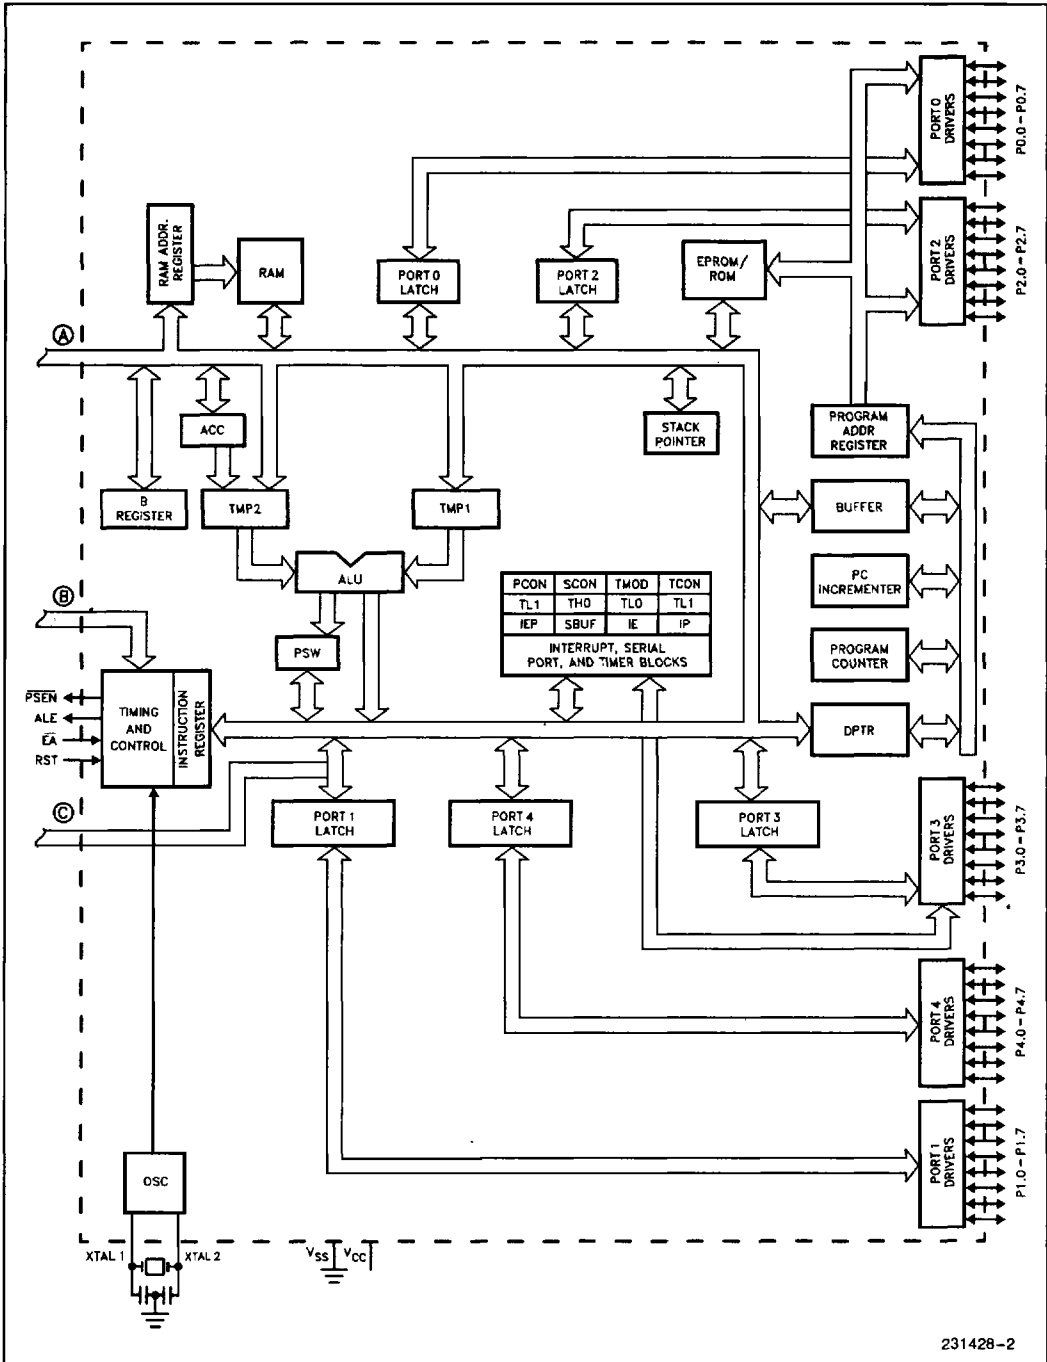 PORT 0
DRIVERS
P0.0-P0.7
PORT 2
DRIVERS
P2.0-P2.7
RAM ADDR.
REGISTER
RAM
PORT 0
LATCH
PORT 2
LATCH
EPROM/
ROM
A
ACC
STACK
POINTER
PROGRAM
ADDR
REGISTER
B
REGISTER
TMP2
TMP1
BUFFER
ALU
PCON SCON TMOD TCON
TL1 TH0 TL0 TL1
IEP SBUF IE IP
INTERRUPT, SERIAL
PORT, AND TIMER BLOCKS
PC
INCREMENTER
B
PSW
PROGRAM
COUNTER
PSEN
ALE
EA
RST
TIMING
AND
CONTROL
INSTRUCTION
REGISTER
DPTR
C
PORT 1
LATCH
PORT 4
LATCH
PORT 3
LATCH
PORT 3
DRIVERS
P3.0-P3.7
PORT 4
DRIVERS
P4.0-P4.7
PORT 1
DRIVERS
P1.0-P1.7
OSC
XTAL 1
XTAL 2
VSS
VCC
231428-2